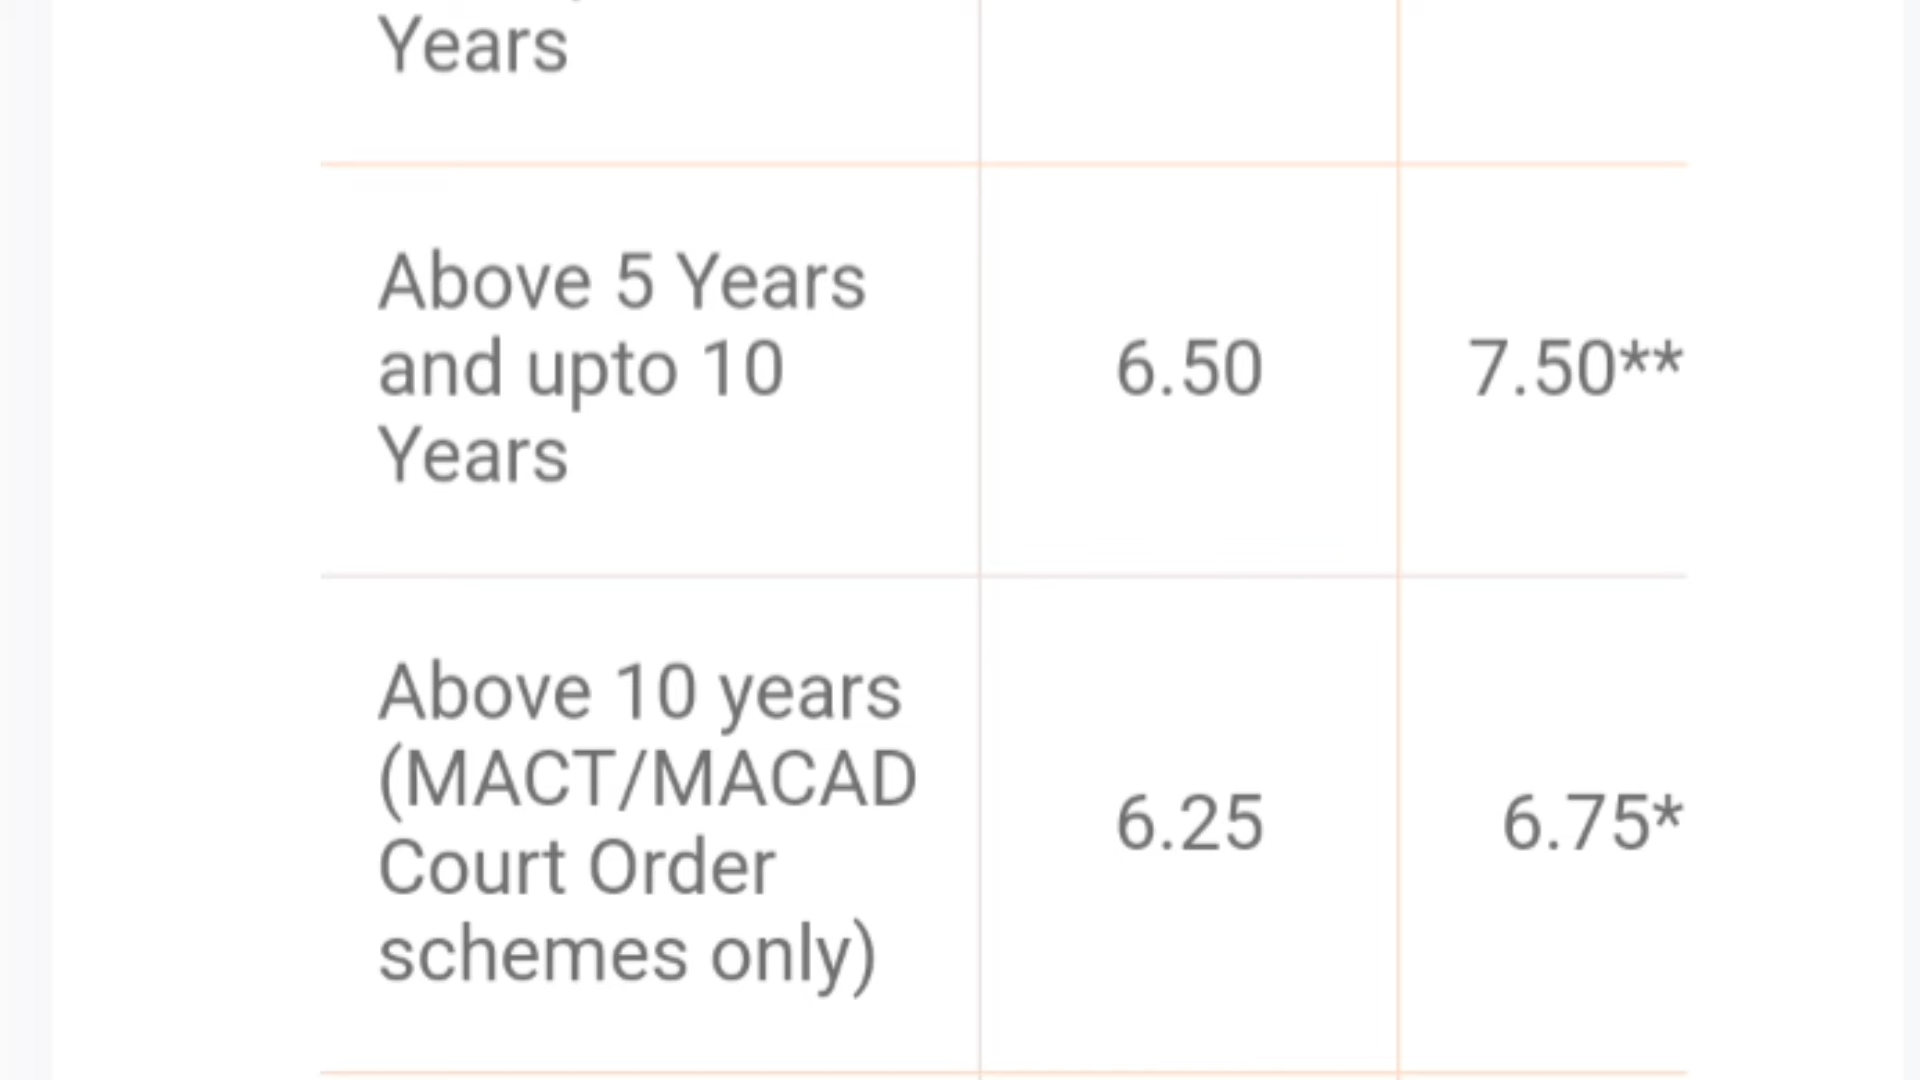 Years
Above 5 Years
and upto 10
Years
6.50
7.50**
Above 10 years
(MACT/MACAD
Court Order
schemes only)
6.25
6.75*